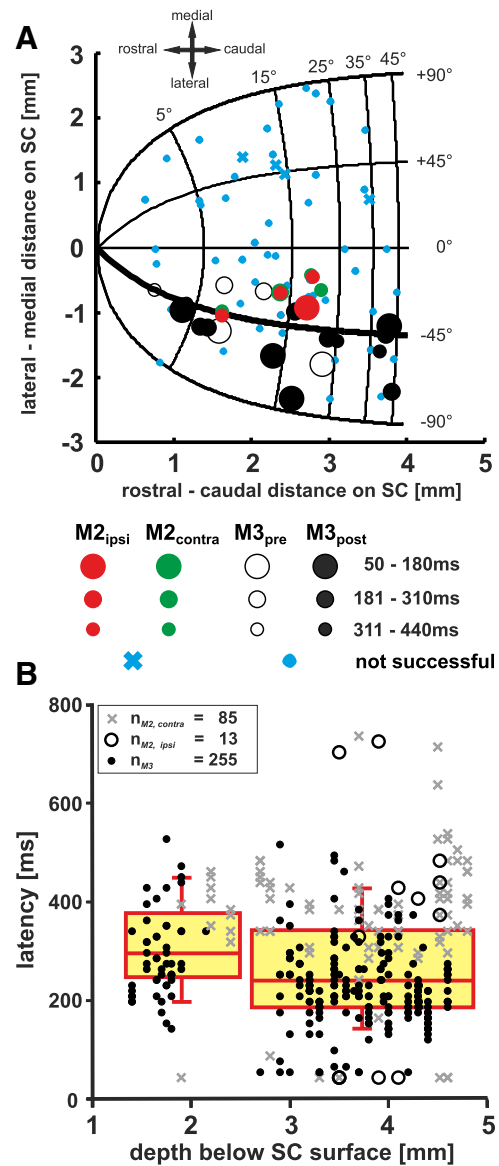 A
medial
rostral caudal
lateral
3
2
1
0
-1
-2
-3
lateral - medial distance on SC [mm]
5°
15°
25°
35°
45°
+90°
+45°
0°
-45°
-90°
0 1 2 3 4 5
rostral - caudal distance on SC [mm]
M2ipsi M2contra M3pre M3post
50 - 180ms
181 - 310ms
311 - 440ms
not successful
B
800
600
400
200
0
latency [ms]
nM2, contra = 85
nM2, ipsi = 13
nM3 = 255
1 2 3 4 5
depth below SC surface [mm]